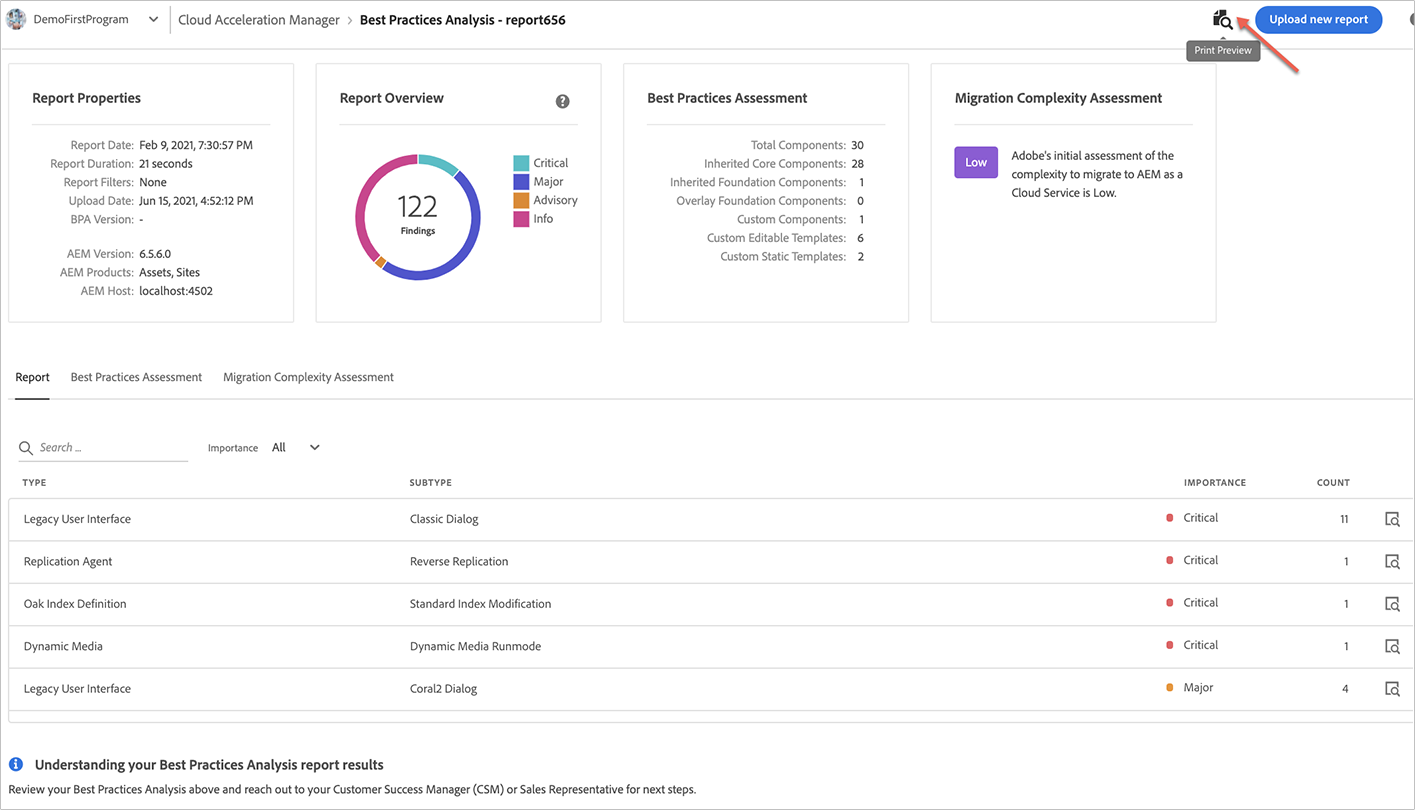 DemoFirstProgram
Cloud Acceleration Manager › Best Practices Analysis - report656
Upload new report
Print Preview
Report Properties
Report Date: Feb 9, 2021, 7:30:57 PM
Report Duration: 21 seconds
Report Filters: None
Upload Date: Jun 15, 2021, 4:52:12 PM
BPA Version: -
AEM Version: 6.5.6.0
AEM Products: Assets, Sites
AEM Host: localhost:4502
Report Overview
?
122
Findings
Critical
Major
Advisory
Info
Best Practices Assessment
Total Components: 30
Inherited Core Components: 28
Inherited Foundation Components: 1
Overlay Foundation Components: 0
Custom Components: 1
Custom Editable Templates: 6
Custom Static Templates: 2
Migration Complexity Assessment
Low
Adobe's initial assessment of the
complexity to migrate to AEM as a
Cloud Service is Low.
Report Best Practices Assessment Migration Complexity Assessment
Search ... Importance All
TYPE SUBTYPE IMPORTANCE COUNT
Legacy User Interface Classic Dialog Critical 11
Replication Agent Reverse Replication Critical 1
Oak Index Definition Standard Index Modification Critical 1
Dynamic Media Dynamic Media Runmode Critical 1
Legacy User Interface Coral2 Dialog Major 4
Understanding your Best Practices Analysis report results
Review your Best Practices Analysis above and reach out to your Customer Success Manager (CSM) or Sales Representative for next steps.